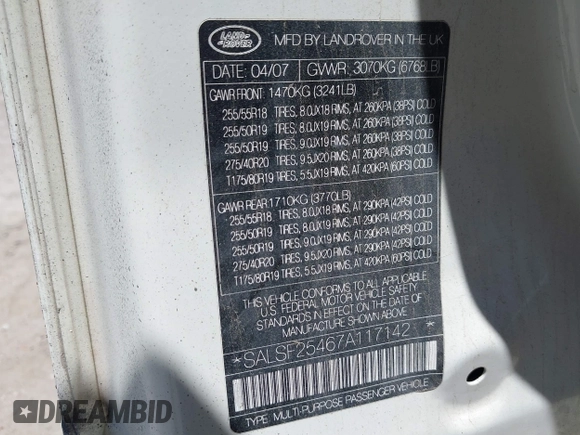 LAND
ROVER
MFD BY LANDROVER IN THE UK
DATE: 04/07 GVWR: 3070KG (6768LB)
GAWR FRONT: 1470KG (3241LB)
255/55R18 TIRES, 8.0JX18 RIMS, AT 260KPA (38PSI) COLD
255/50R19 TIRES, 8.0JX19 RIMS, AT 260KPA (38PSI) COLD
255/50R19 TIRES, 9.0JX19 RIMS, AT 260KPA (38PSI) COLD
275/40R20 TIRES, 9.5JX20 RIMS, AT 260KPA (38PSI) COLD
T175/80R19 TIRES, 5.5JX19 RIMS, AT 420KPA (60PSI) COLD
GAWR REAR 1710KG (3770LB)
255/55R18 TIRES, 8.0JX18 RIMS, AT 290KPA (42PSI) COLD
255/50R19 TIRES, 8.0JX19 RIMS, AT 290KPA (42PSI) COLD
255/50R19 TIRES, 9.0JX19 RIMS, AT 290KPA (42PSI) COLD
275/40R20 TIRES, 9.5JX20 RIMS, AT 290KPA (42PSI) COLD
T175/80R19 TIRES, 5.5JX19 RIMS, AT 420KPA (60PSI) COLD
THIS VEHICLE CONFORMS TO ALL APPLICABLE
U.S. FEDERAL MOTOR VEHICLE SAFETY
STANDARDS IN EFFECT ON THE DATE OF
MANUFACTURE SHOWN ABOVE
*SALSF25467A117142*
TYPE: MULTI-PURPOSE PASSENGER VEHICLE
DREAMBID